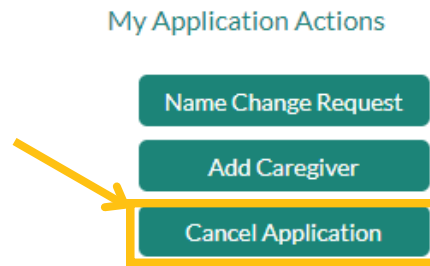 My Application Actions
Name Change Request
Add Caregiver
Cancel Application